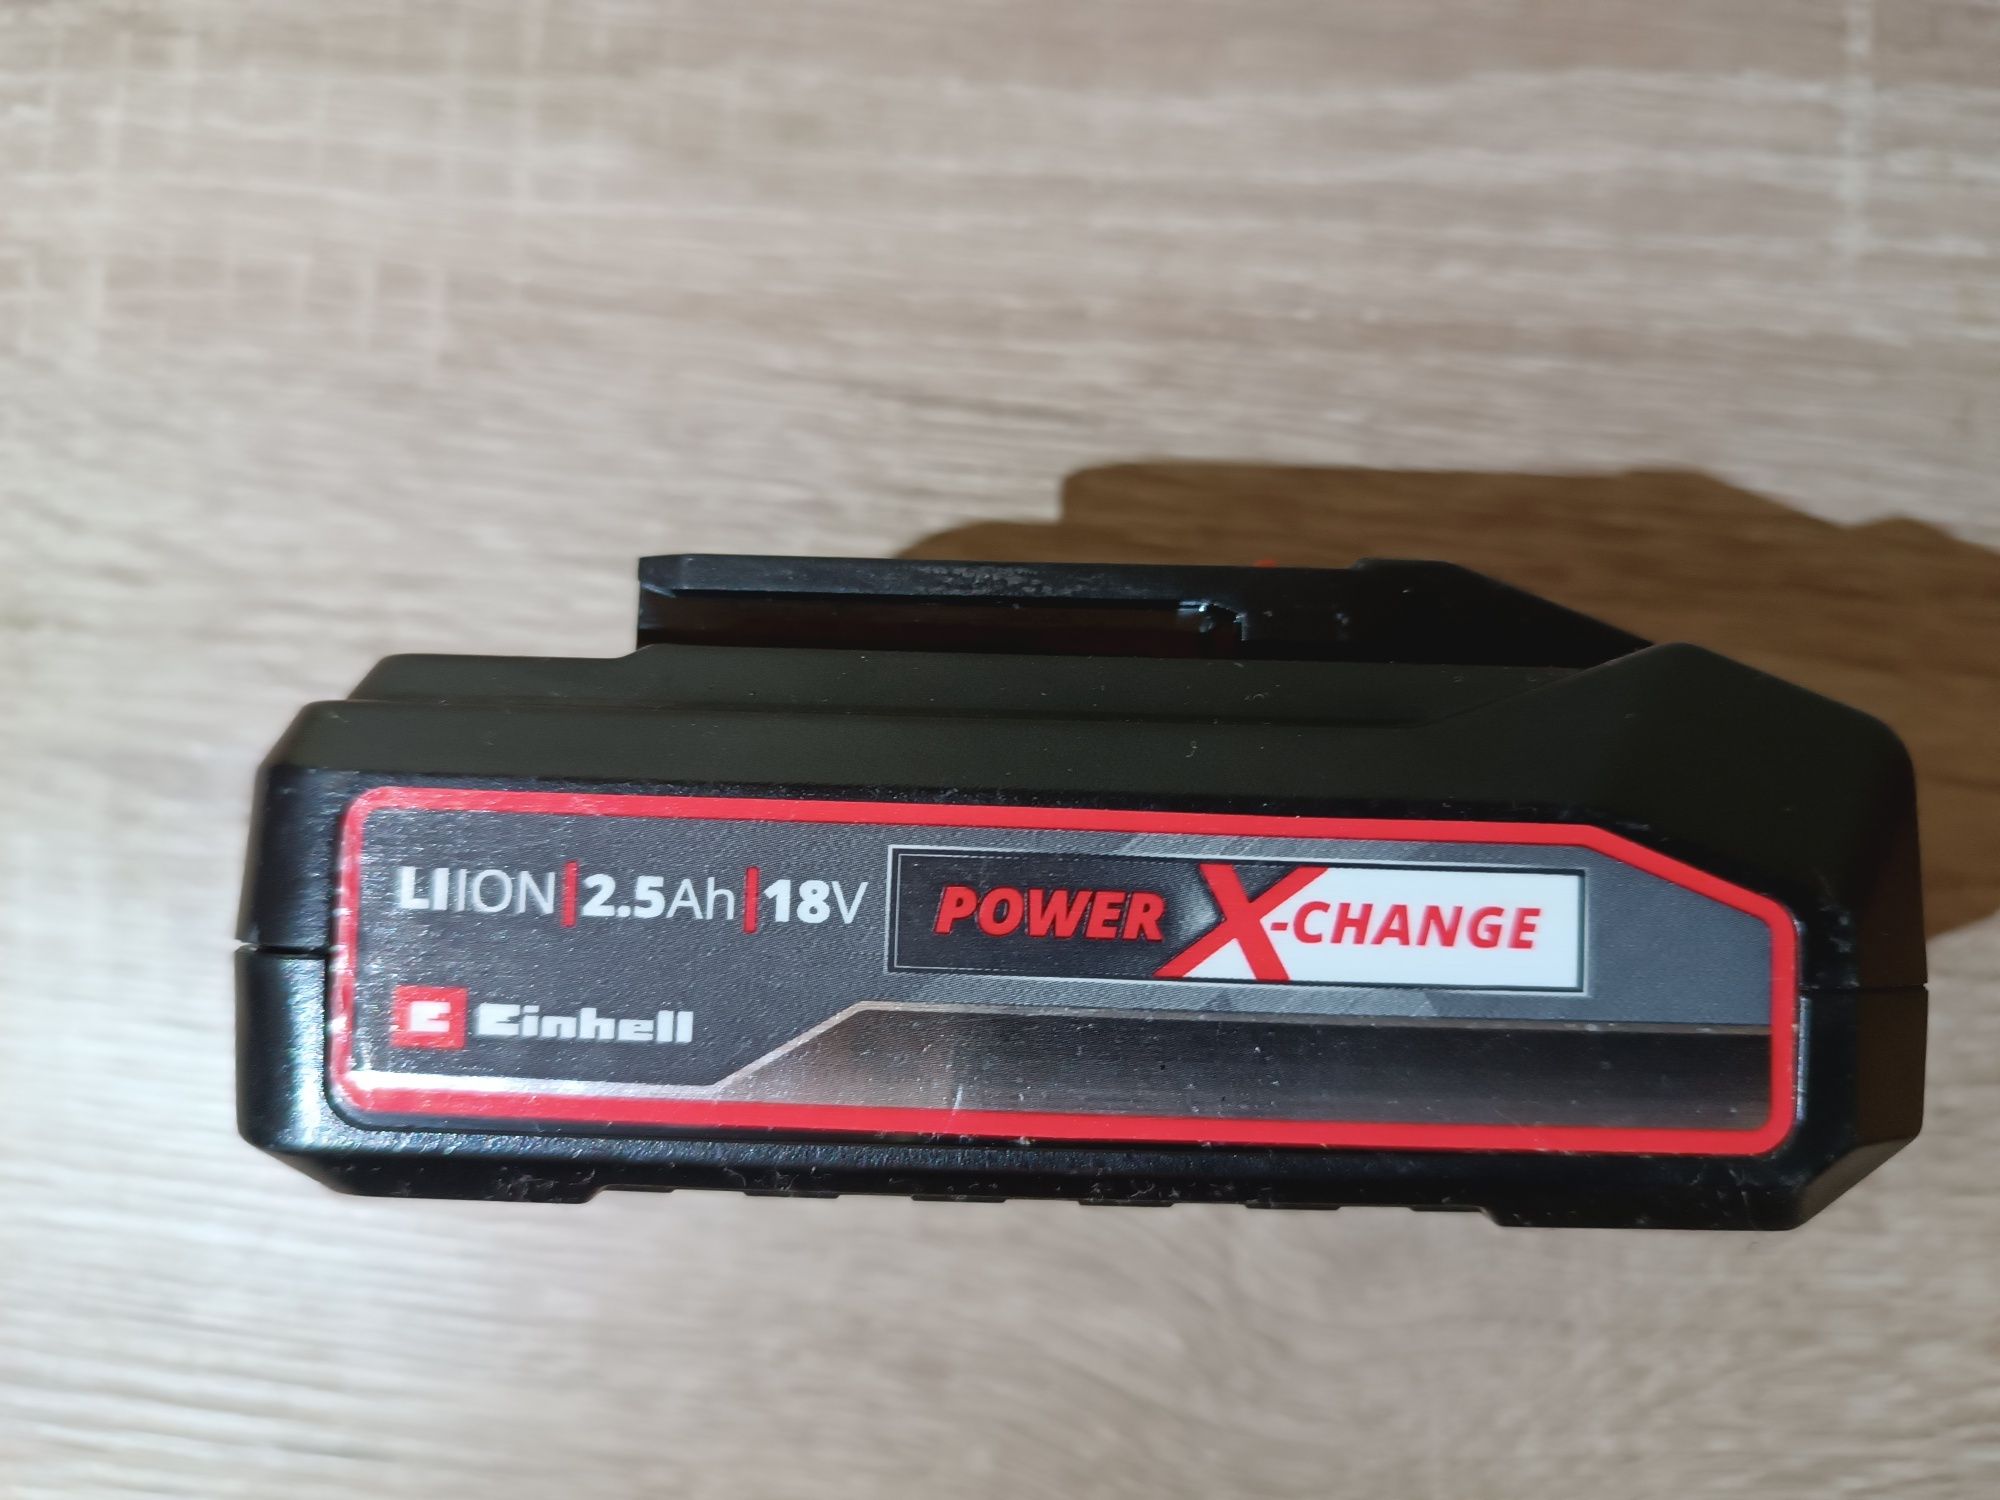 LIION|2.5Ah|18V
POWER X-CHANGE
Einhell